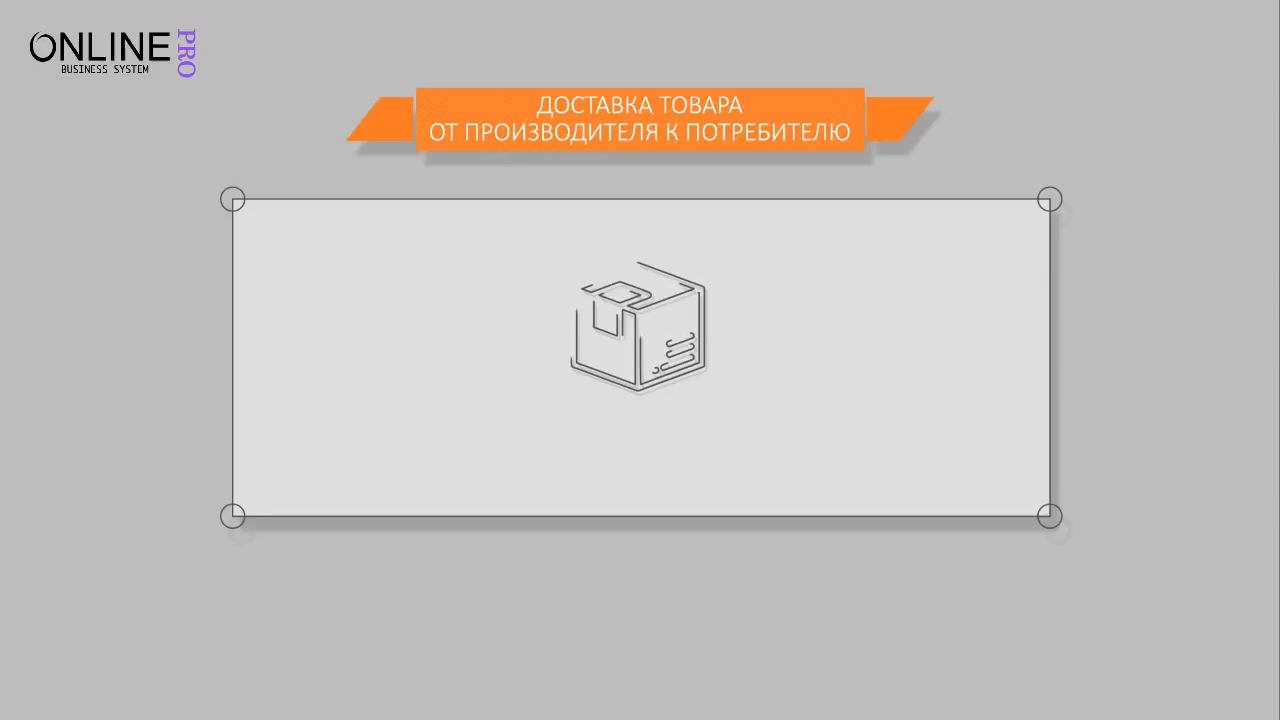 ONLINE PRO
BUSINESS SYSTEM
ДОСТАВКА ТОВАРА
ОТ ПРОИЗВОДИТЕЛЯ К ПОТРЕБИТЕЛЮ